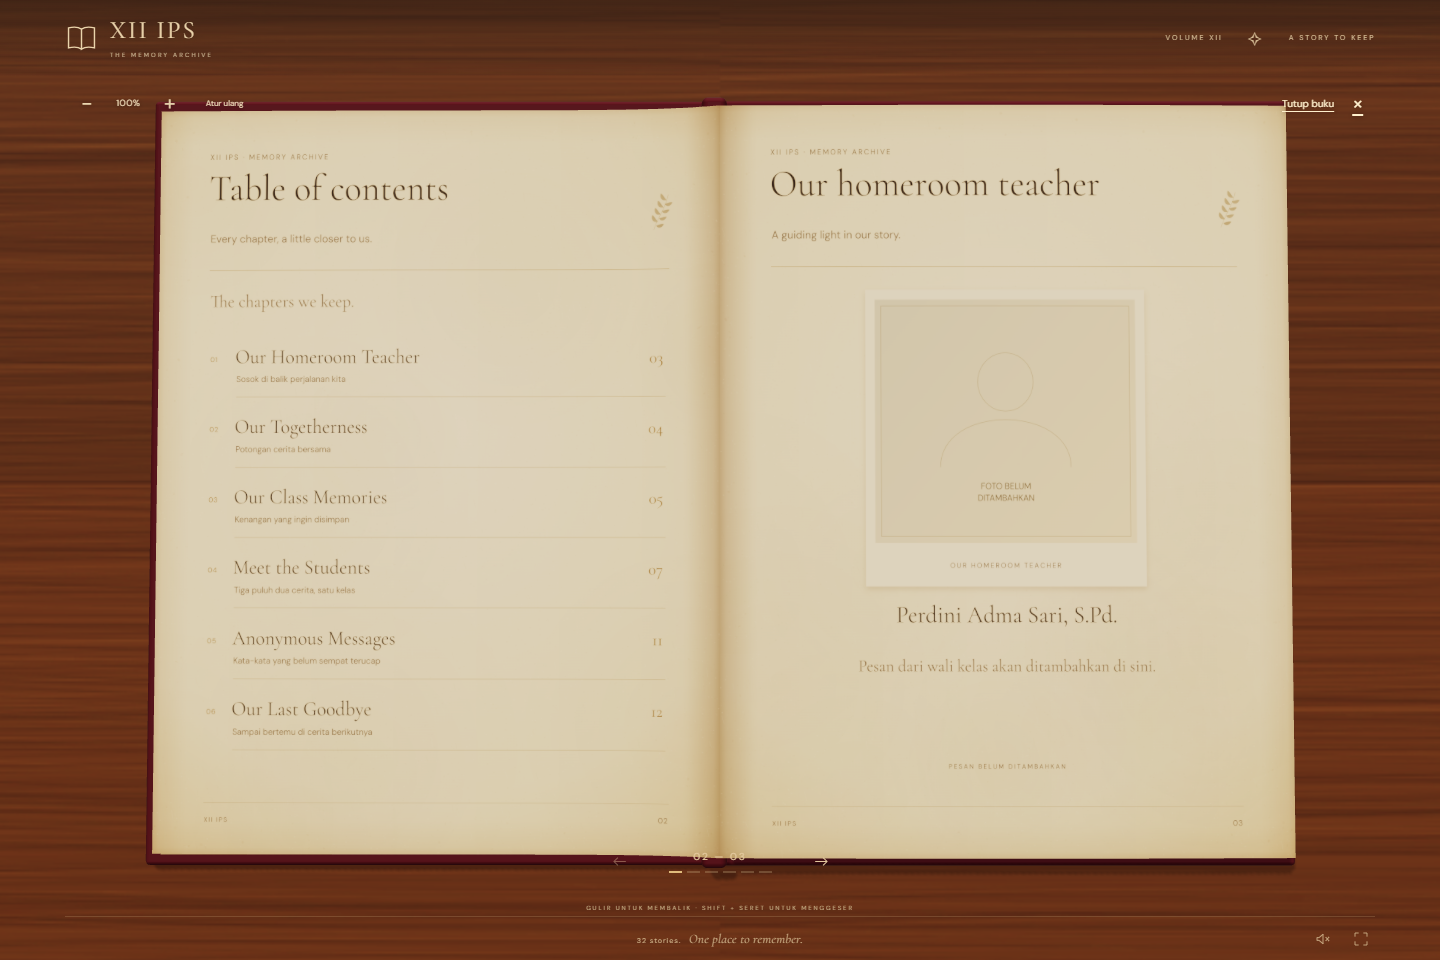 XII IPS
THE MEMORY ARCHIVE
VOLUME XII
A STORY TO KEEP
100%
Atur ulang
Tutup buku
XII IPS · MEMORY ARCHIVE
Table of contents
Every chapter, a little closer to us.
The chapters we keep.
01 Our Homeroom Teacher 03
Sosok di balik perjalanan kita
02 Our Togetherness 04
Potongan cerita bersama
03 Our Class Memories 05
Kenangan yang ingin disimpan
04 Meet the Students 07
Tiga puluh dua cerita, satu kelas
05 Anonymous Messages 11
Kata-kata yang belum sempat terucap
06 Our Last Goodbye 12
Sampai bertemu di cerita berikutnya
XII IPS 02
XII IPS · MEMORY ARCHIVE
Our homeroom teacher
A guiding light in our story.
FOTO BELUM
DITAMBAHKAN
OUR HOMEROOM TEACHER
Perdini Adma Sari, S.Pd.
Pesan dari wali kelas akan ditambahkan di sini.
PESAN BELUM DITAMBAHKAN
XII IPS 03
← 02 — 03 →
GULIR UNTUK MEMBALIK · SHIFT + SERET UNTUK MENGGESER
32 stories. One place to remember.